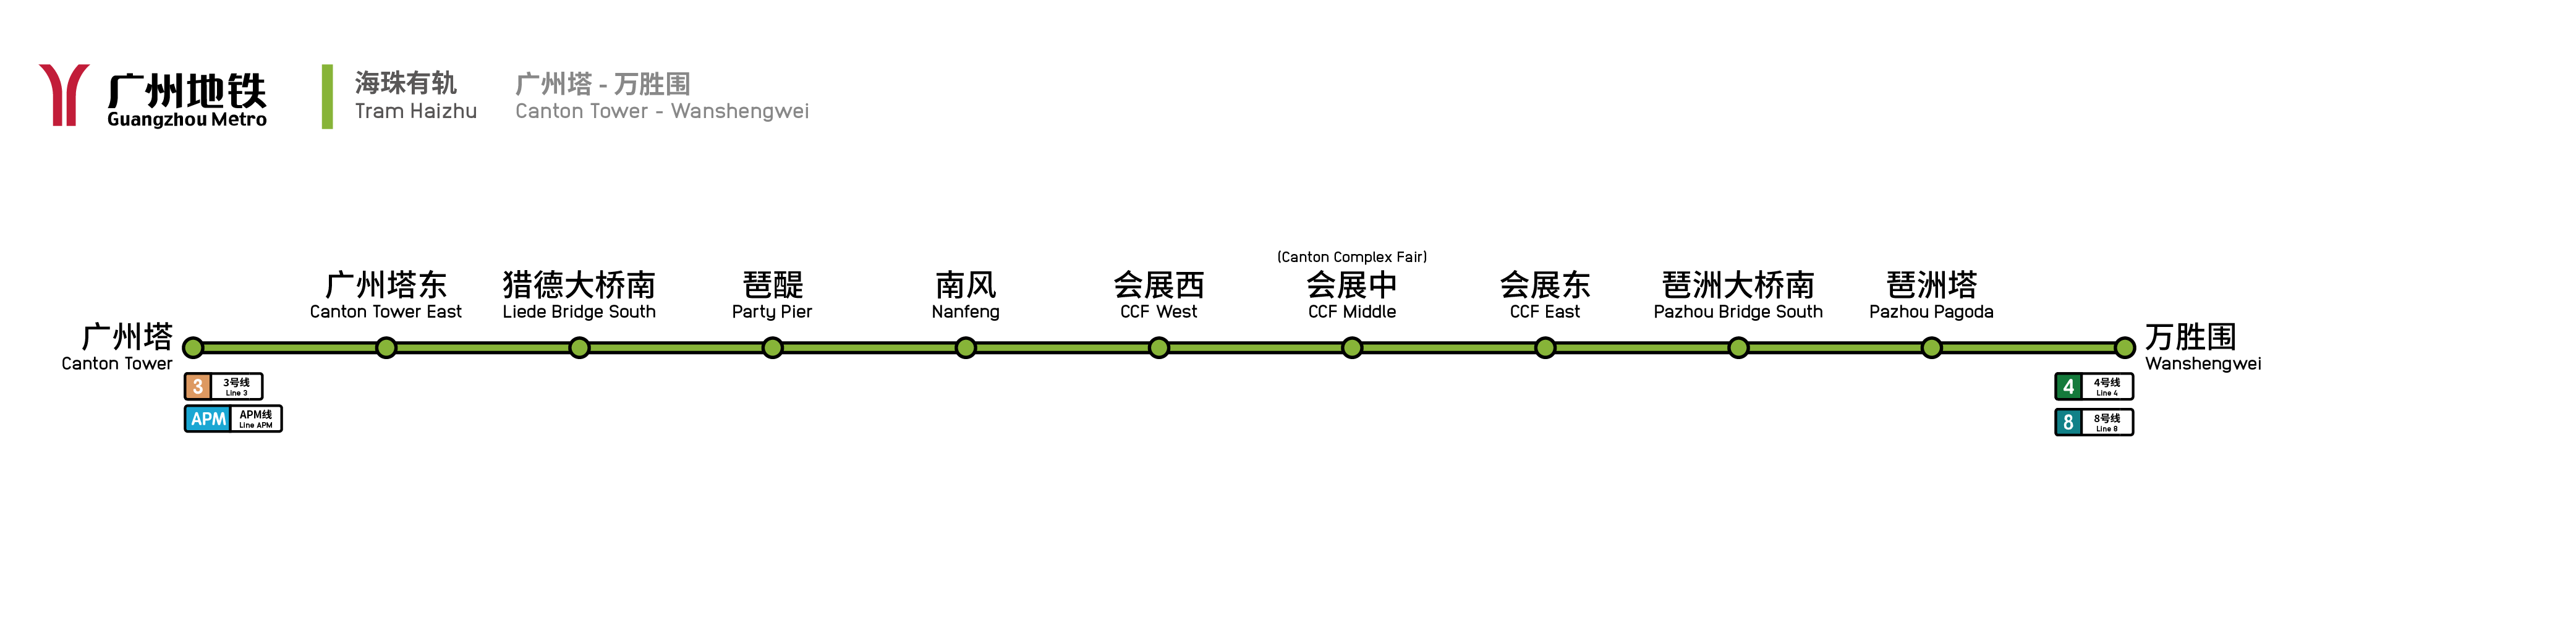 广州地铁
Guangzhou Metro
海珠有轨
Tram Haizhu
广州塔 - 万胜围
Canton Tower - Wanshengwei
广州塔
Canton Tower
3
3号线
Line 3
APM
APM线
Line APM
广州塔东
Canton Tower East
猎德大桥南
Liede Bridge South
琶醍
Party Pier
南风
Nanfeng
会展西
CCF West
(Canton Complex Fair)
会展中
CCF Middle
会展东
CCF East
琶洲大桥南
Pazhou Bridge South
琶洲塔
Pazhou Pagoda
万胜围
Wanshengwei
4
4号线
Line 4
8
8号线
Line 8